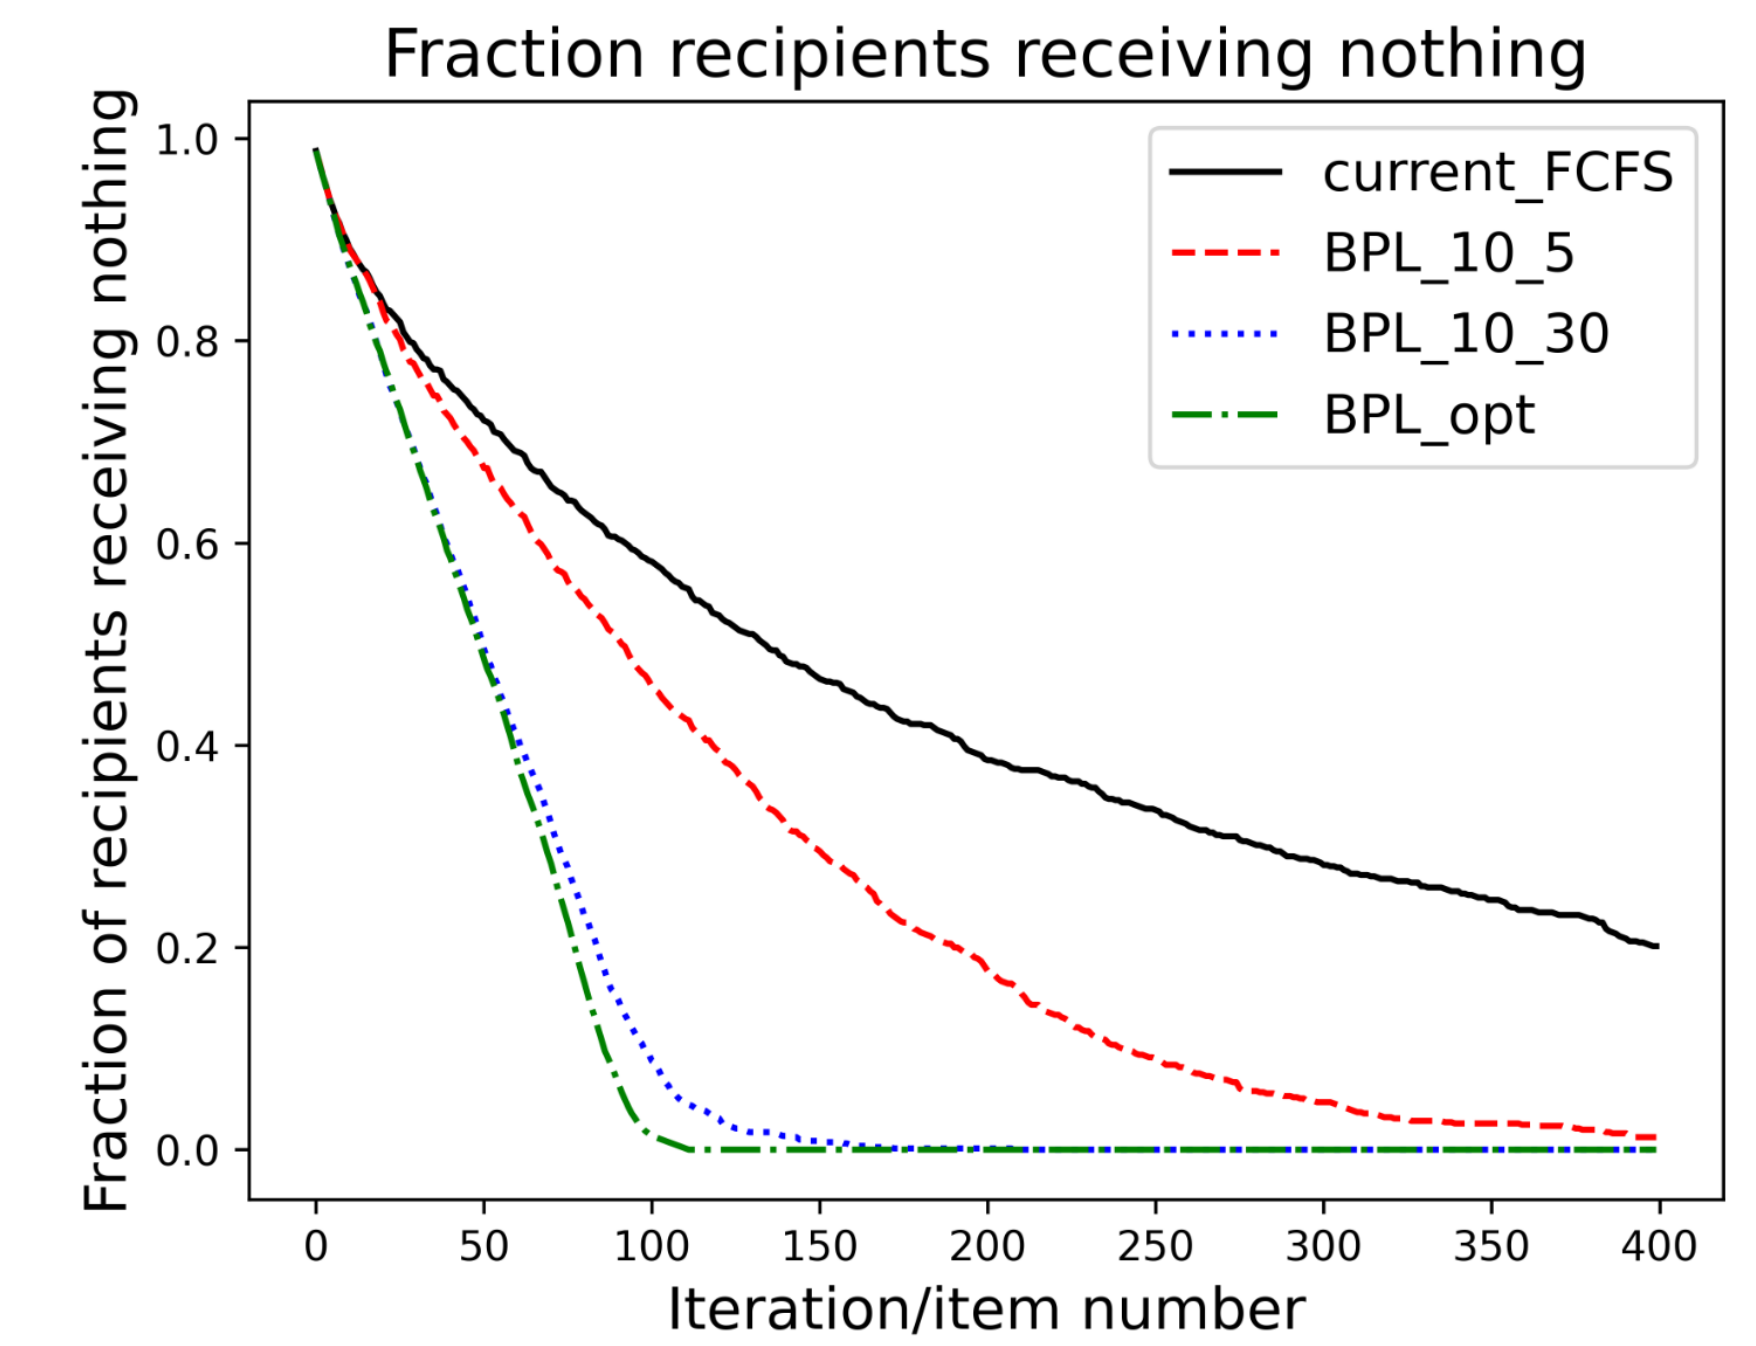 Fraction recipients receiving nothing
Fraction of recipients receiving nothing
1.0
0.8
0.6
0.4
0.2
0.0
current_FCFS
BPL_10_5
BPL_10_30
BPL_opt
0 50 100 150 200 250 300 350 400
Iteration/item number